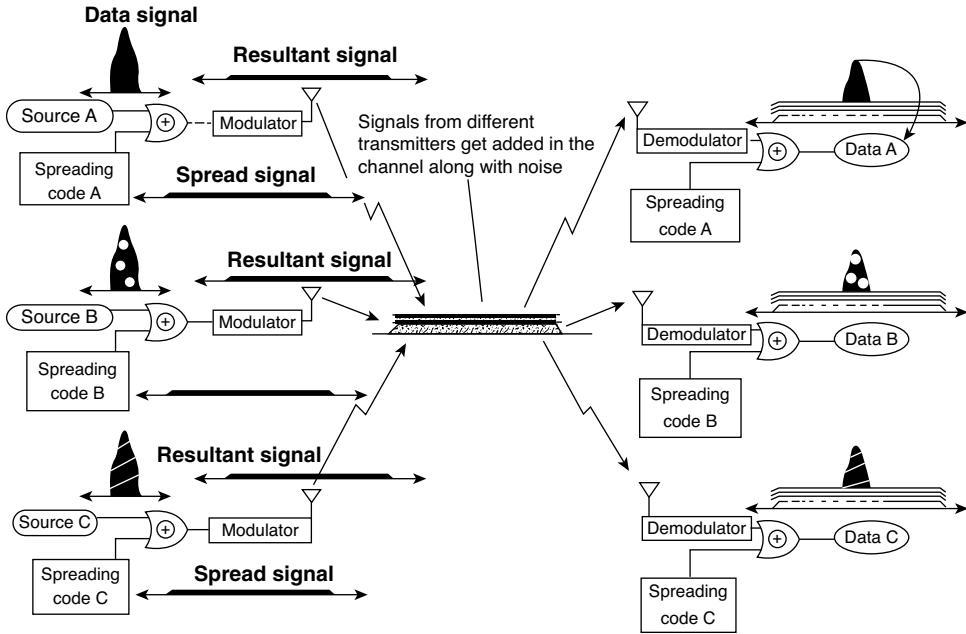 Data signal
Resultant signal
Source A
+
Modulator
Spreading
code A
Spread signal
Signals from different
transmitters get added in the
channel along with noise
Demodulator
+
Data A
Spreading
code A
Resultant signal
Source B
+
Modulator
Spreading
code B
Demodulator
+
Data B
Spreading
code B
Resultant signal
Source C
+
Modulator
Spreading
code C
Spread signal
Demodulator
+
Data C
Spreading
code C